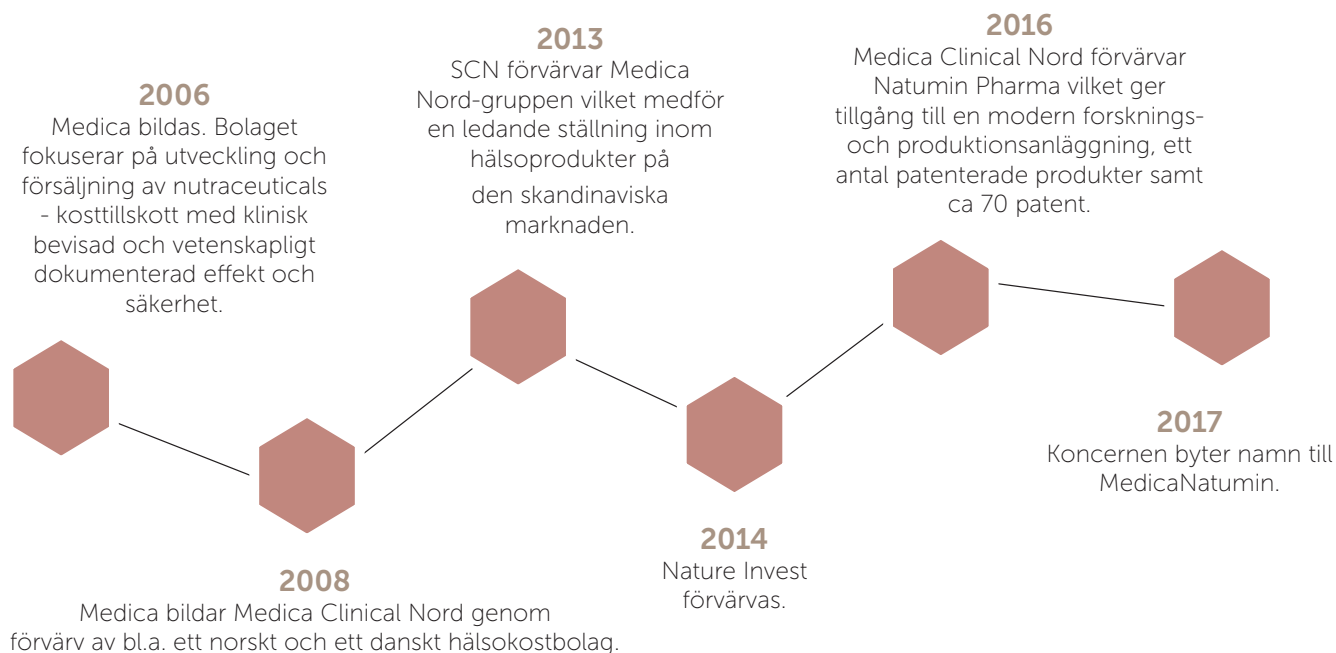 2006
Medica bildas. Bolaget
fokuserar på utveckling och
försäljning av nutraceuticals
- kosttillskott med klinisk
bevisad och vetenskapligt
dokumenterad effekt och
säkerhet.
2008
Medica bildar Medica Clinical Nord genom
förvärv av bl.a. ett norskt och ett danskt hälsokostbolag.
2013
SCN förvärvar Medica
Nord-gruppen vilket medför
en ledande ställning inom
hälsoprodukter på
den skandinaviska
marknaden.
2014
Nature Invest
förvärvas.
2016
Medica Clinical Nord förvärvar
Natumin Pharma vilket ger
tillgång till en modern forsknings-
och produktionsanläggning, ett
antal patenterade produkter samt
ca 70 patent.
2017
Koncernen byter namn till
MedicaNatumin.